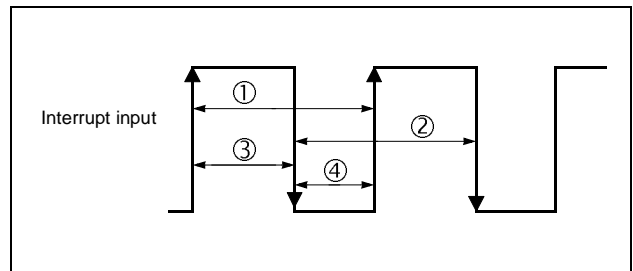 ①
②
Interrupt input
③
④